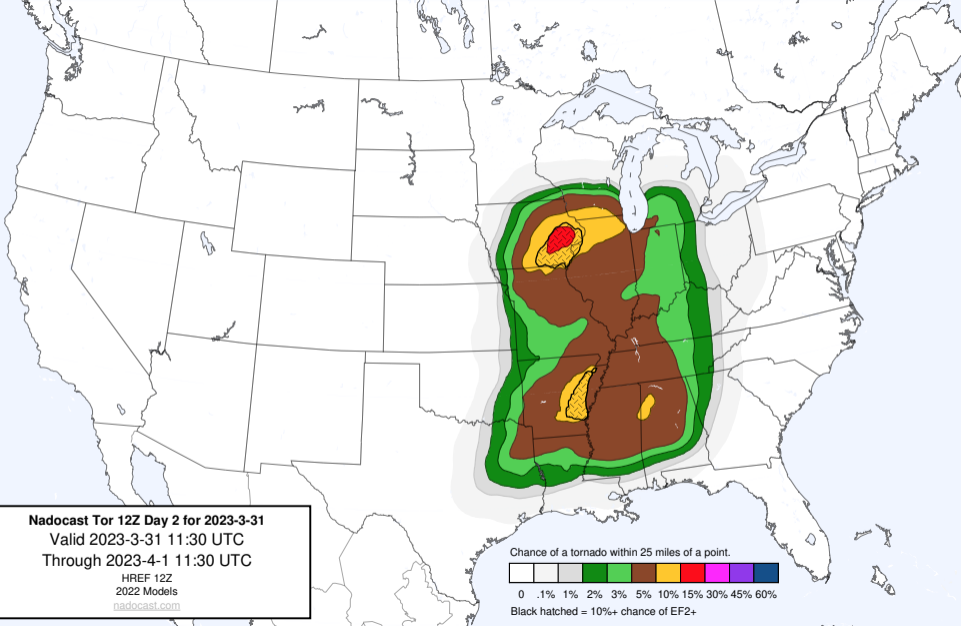 Nadocast Tor 12Z Day 2 for 2023-3-31
Valid 2023-3-31 11:30 UTC
Through 2023-4-1 11:30 UTC
HREF 12Z
2022 Models
nadocast.com
Chance of a tornado within 25 miles of a point.
0 .1% 1% 2% 3% 5% 10% 15% 30% 45% 60%
Black hatched = 10%+ chance of EF2+